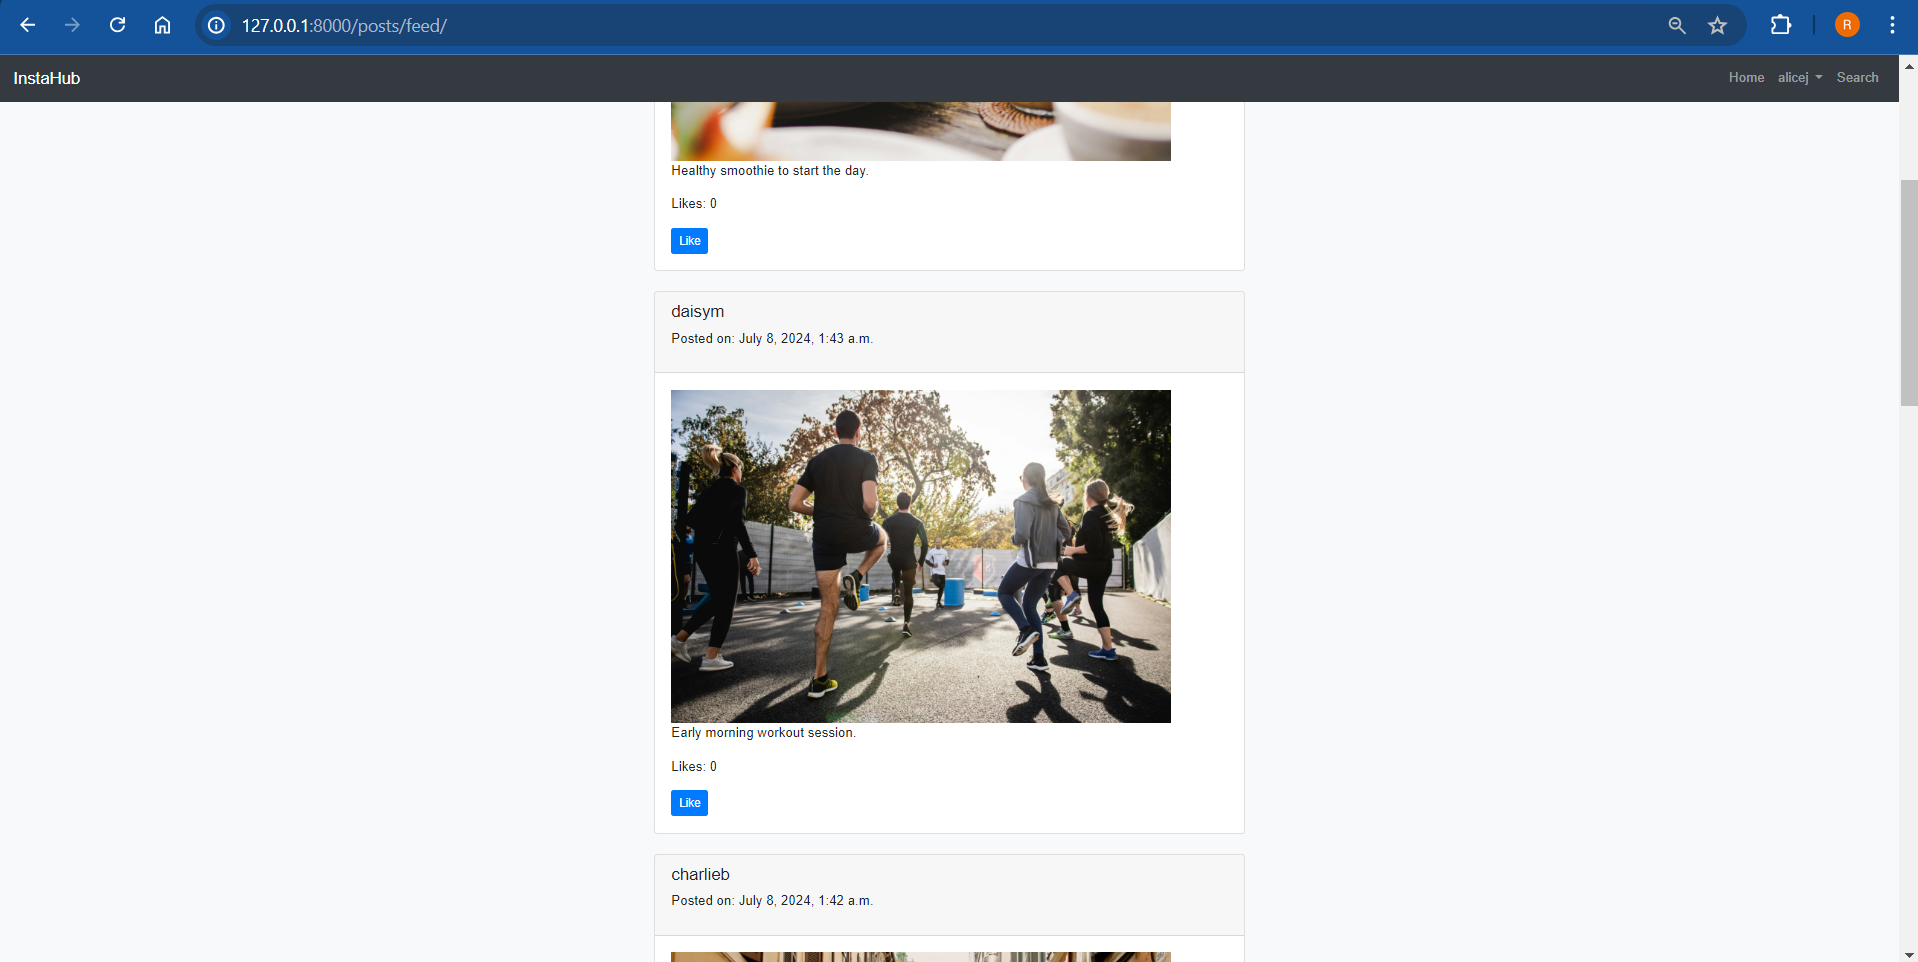 127.0.0.1:8000/posts/feed/
R
InstaHub
Home alicej Search
Healthy smoothie to start the day.
Likes: 0
Like
daisym
Posted on: July 8, 2024, 1:43 a.m.
Early morning workout session.
Likes: 0
Like
charlieb
Posted on: July 8, 2024, 1:42 a.m.